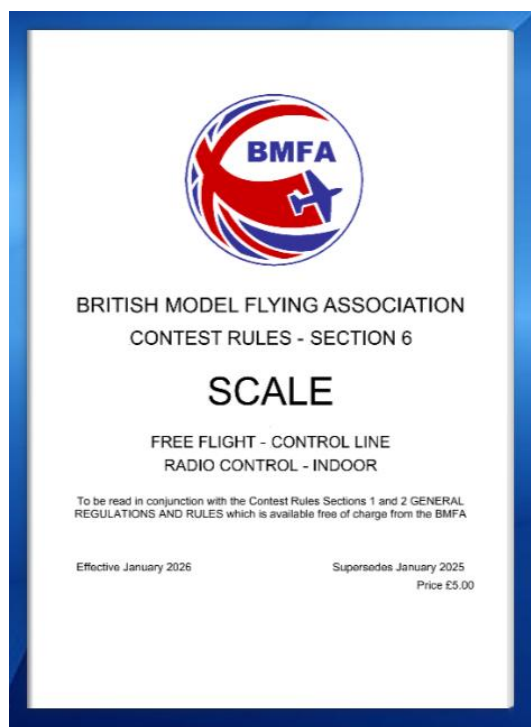 BMFA
BRITISH MODEL FLYING ASSOCIATION
CONTEST RULES - SECTION 6
SCALE
FREE FLIGHT - CONTROL LINE
RADIO CONTROL - INDOOR
To be read in conjunction with the Contest Rules Sections 1 and 2 GENERAL
REGULATIONS AND RULES which is available free of charge from the BMFA
Effective January 2026 Supersedes January 2025
Price £5.00